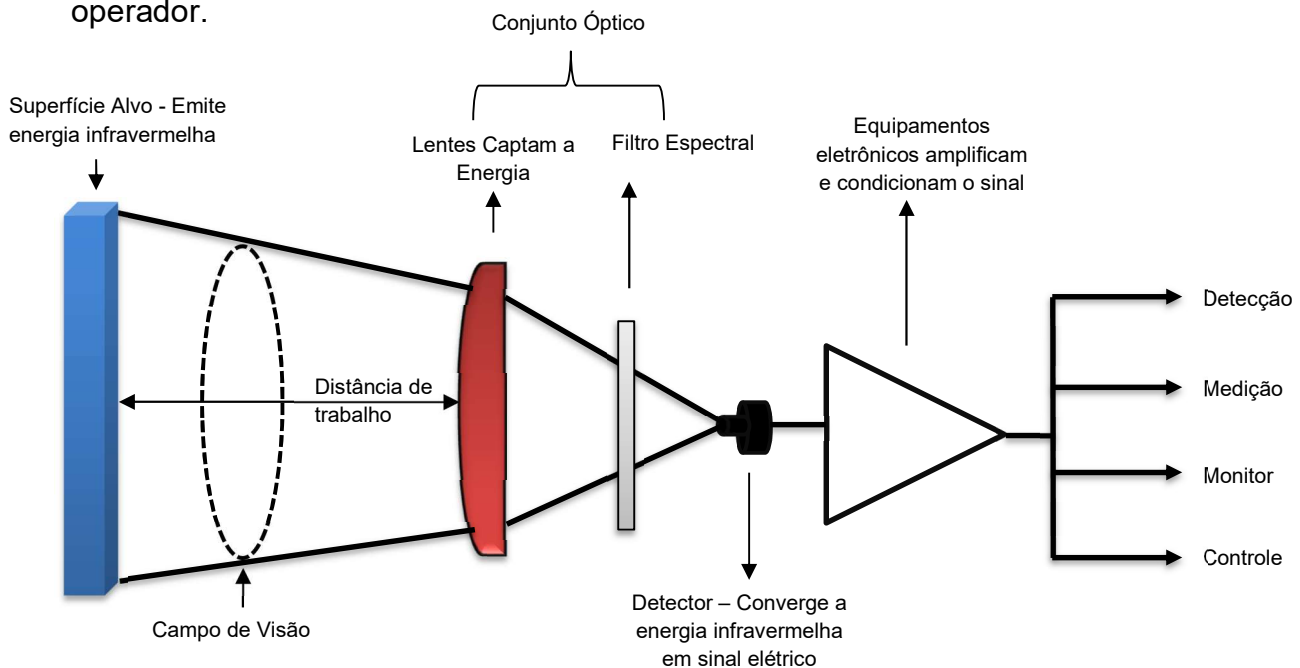 operador.
Conjunto Óptico
Superfície Alvo - Emite
energia infravermelha
Lentes Captam a
Energia
Filtro Espectral
Equipamentos
eletrônicos amplificam
e condicionam o sinal
Distância de
trabalho
Detecção
Medição
Monitor
Controle
Campo de Visão
Detector – Converge a
energia infravermelha
em sinal elétrico